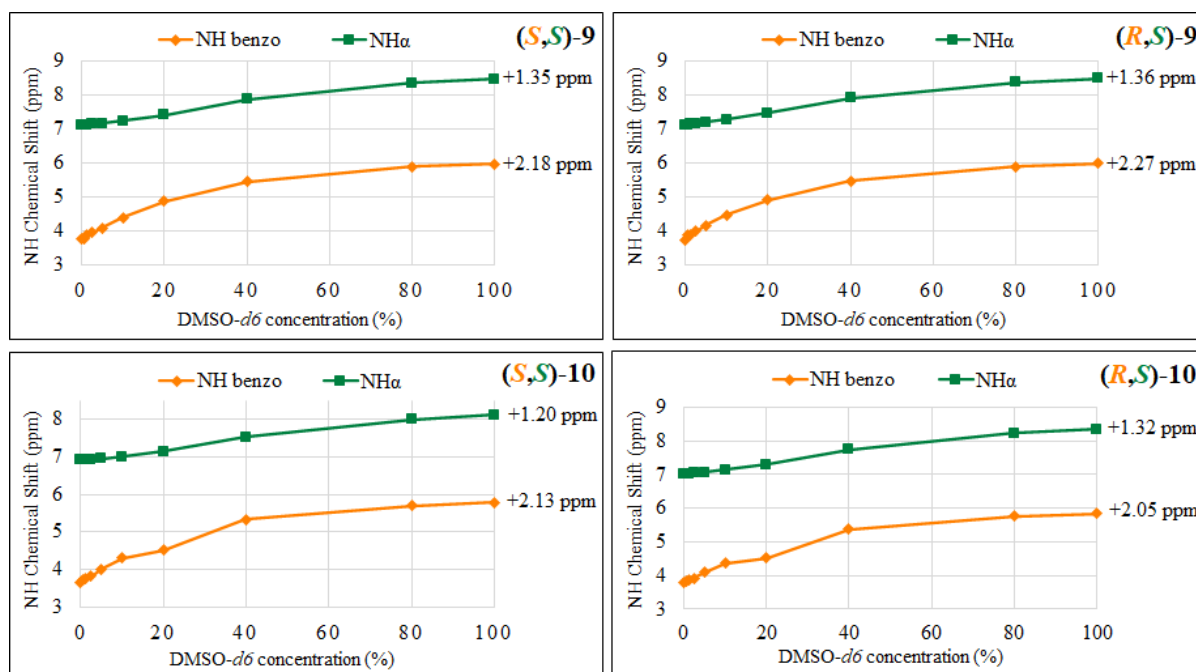 NH benzo NHα (S,S)-9
NH Chemical Shift (ppm)
9
8
7
6
5
4
3
+1.35 ppm
+2.18 ppm
0 20 40 60 80 100
DMSO-d6 concentration (%)
NH benzo NHα (R,S)-9
NH Chemical Shift (ppm)
9
8
7
6
5
4
3
+1.36 ppm
+2.27 ppm
0 20 40 60 80 100
DMSO-d6 concentration (%)
NH benzo NHα (S,S)-10
NH Chemical Shift (ppm)
8
7
6
5
4
3
+1.20 ppm
+2.13 ppm
0 20 40 60 80 100
DMSO-d6 concentration (%)
NH benzo NHα (R,S)-10
NH Chemical Shift (ppm)
9
8
7
6
5
4
3
+1.32 ppm
+2.05 ppm
0 20 40 60 80 100
DMSO-d6 concentration (%)